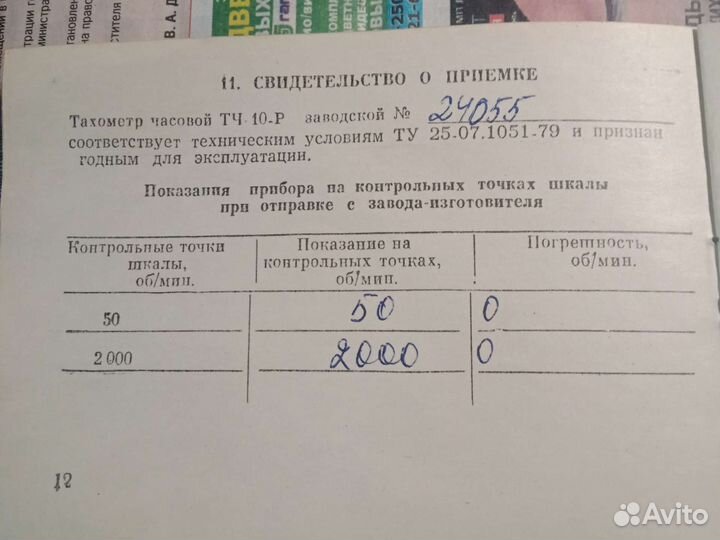 11. СВИДЕТЕЛЬСТВО О ПРИЕМКЕ
Тахометр часовой ТЧ 10-Р заводской № 24055
соответствует техническим условиям ТУ 25-07.1051-79 и признан
годным для эксплуатации.
Показания прибора на контрольных точках шкалы
при отправке с завода-изготовителя
Контрольные точки шкалы, об/мин.
Показание на контрольных точках, об/мин.
Погрешность, об/мин.
50 50 0
2 000 2000 0
12
Avito